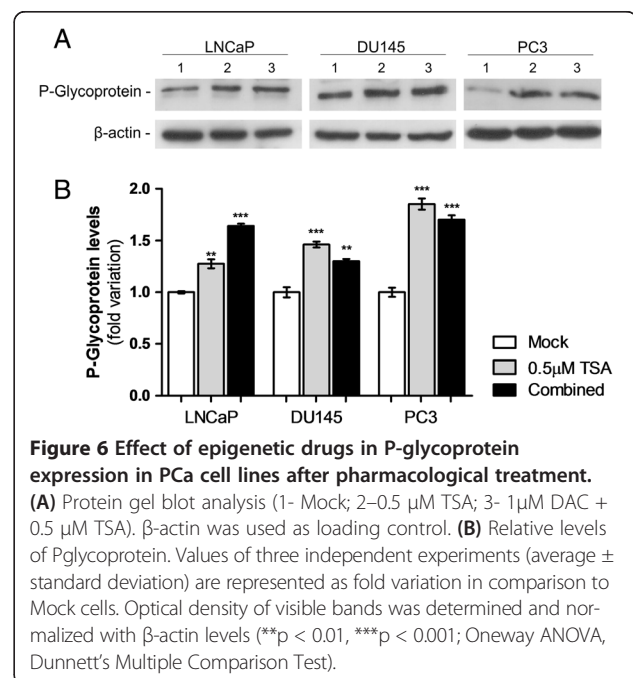 A
LNCaP DU145 PC3
1 2 3 1 2 3 1 2 3
P-Glycoprotein -
β-actin -
B
P-Glycoprotein levels
(fold variation)
2.0
1.5
1.0
0.5
0.0
** *** *** ** *** ***
LNCaP DU145 PC3
Mock
0.5μM TSA
Combined
Figure 6 Effect of epigenetic drugs in P-glycoprotein
expression in PCa cell lines after pharmacological treatment.
(A) Protein gel blot analysis (1- Mock; 2–0.5 μM TSA; 3- 1μM DAC +
0.5 μM TSA). β-actin was used as loading control. (B) Relative levels
of Pglycoprotein. Values of three independent experiments (average ±
standard deviation) are represented as fold variation in comparison to
Mock cells. Optical density of visible bands was determined and nor-
malized with β-actin levels (**p < 0.01, ***p < 0.001; Oneway ANOVA,
Dunnett's Multiple Comparison Test).